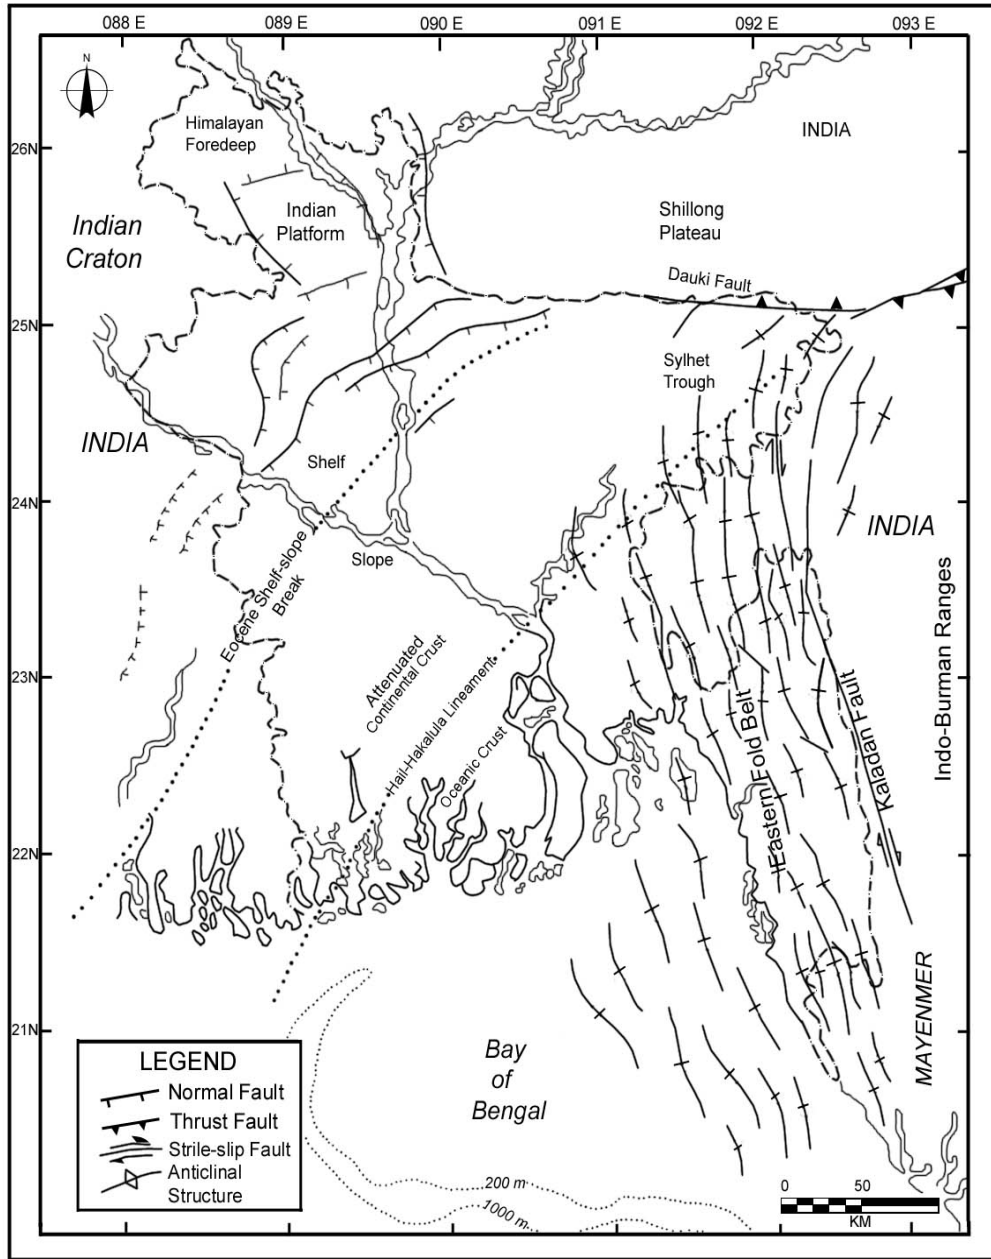 088 E
089 E
090 E
091 E
092 E
093 E
N
26N
25N
24N
23N
22N
21N
Himalayan
Foredeep
INDIA
Indian
Platform
Shillong
Plateau
Indian
Craton
Dauki Fault
Sylhet
Trough
INDIA
Shelf
INDIA
Slope
Eocene Shelf-slope
Break
Attenuated
Continental Crust
Hail-Hakalula Lineament
Oceanic Crust
Eastern Fold Belt
Kaladan Fault
Indo-Burman Ranges
MAYENMER
Bay
of
Bengal
200 m
1000 m
LEGEND
Normal Fault
Thrust Fault
Strile-slip Fault
Anticlinal
Structure
0 50
KM